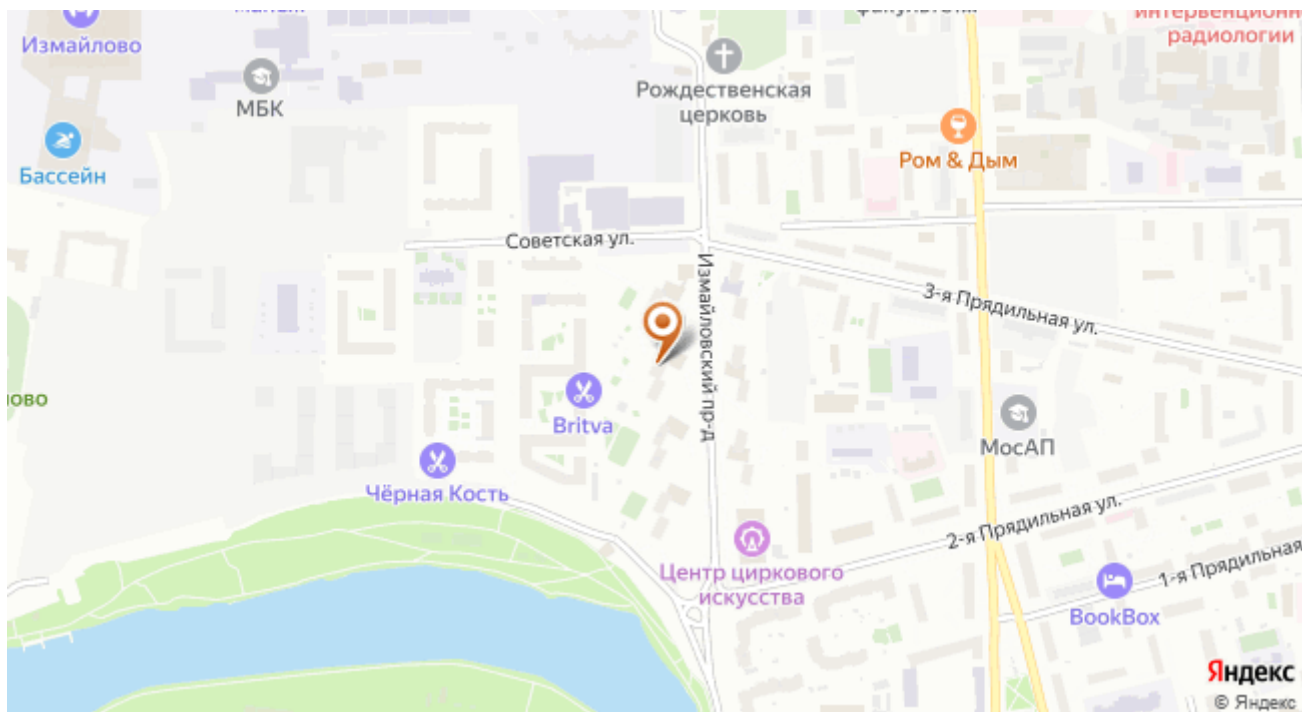 Измайлово
МБК
Рождественская
церковь
интервенционн
радиологии
Бассейн
Ром & Дым
Советская ул.
Измайловский пр-д
3-я Прядильная ул.
ово
Britva
МосАП
Чёрная Кость
2-я Прядильная ул.
Центр циркового
искусства
1-я Прядильная
BookBox
Яндекс
© Яндекс